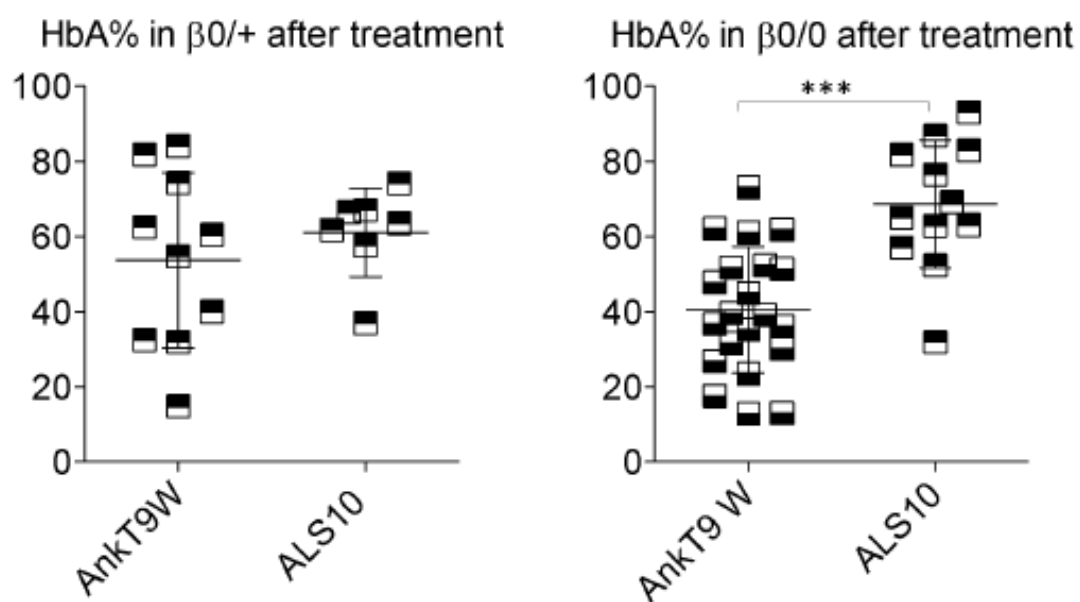 HbA% in β0/+ after treatment
100
80
60
40
20
0
AnkT9W
ALS10
HbA% in β0/0 after treatment
***
100
80
60
40
20
0
AnkT9 W
ALS10